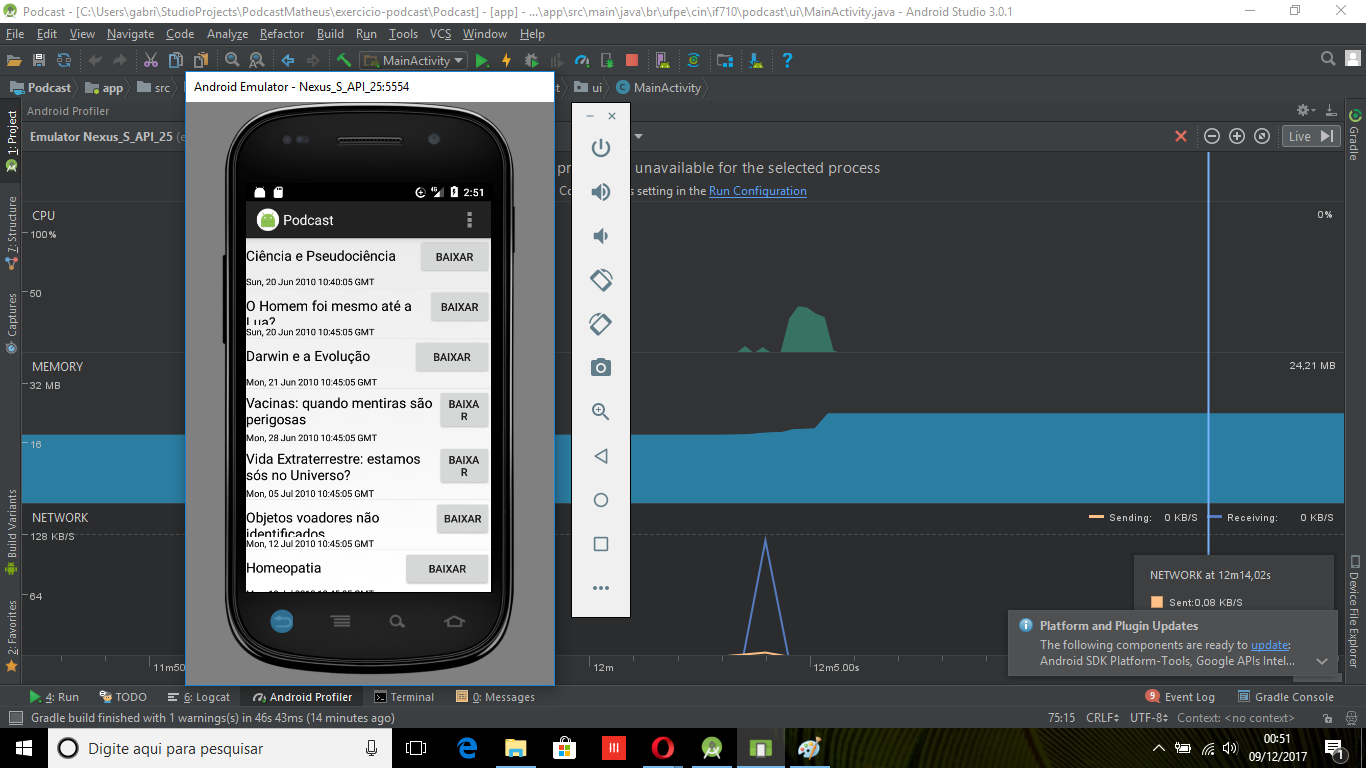 Podcast - [C:\Users\gabri\StudioProjects\PodcastMatheus\exercicio-podcast\Podcast] - [app] - ...\app\src\main\java\br\ufpe\cin\if710\podcast\ui\MainActivity.java - Android Studio 3.0.1
File Edit View Navigate Code Analyze Refactor Build Run Tools VCS Window Help
MainActivity
Podcast app src ui MainActivity
Android Emulator - Nexus_S_API_25:5554
Android Profiler
Emulator Nexus_S_API_25
Live
unavailable for the selected process
setting in the Run Configuration
CPU
100%
50
0%
MEMORY
32 MB
16
24,21 MB
NETWORK
128 KB/S
64
Sending: 0 KB/S Receiving: 0 KB/S
NETWORK at 12m14,02s
Sent:0,08 KB/S
11m50
12m
12m5.00s
2:51
Podcast
Ciência e Pseudociência
BAIXAR
Sun, 20 Jun 2010 10:40:05 GMT
O Homem foi mesmo até a
Lua?
BAIXAR
Sun, 20 Jun 2010 10:45:05 GMT
Darwin e a Evolução
BAIXAR
Mon, 21 Jun 2010 10:45:05 GMT
Vacinas: quando mentiras são
perigosas
BAIXA
R
Mon, 28 Jun 2010 10:45:05 GMT
Vida Extraterrestre: estamos
sós no Universo?
BAIXA
R
Mon, 05 Jul 2010 10:45:05 GMT
Objetos voadores não
identificados
BAIXAR
Mon, 12 Jul 2010 10:45:05 GMT
Homeopatia
BAIXAR
Platform and Plugin Updates
The following components are ready to update:
Android SDK Platform-Tools, Google APIs Intel...
1: Project
7: Structure
Captures
Build Variants
2: Favorites
Gradle
Device File Explorer
4: Run TODO 6: Logcat Android Profiler Terminal 0: Messages
9 Event Log Gradle Console
Gradle build finished with 1 warnings(s) in 46s 43ms (14 minutes ago)
75:15 CRLF UTF-8 Context: <no context>
Digite aqui para pesquisar
00:51
09/12/2017
1